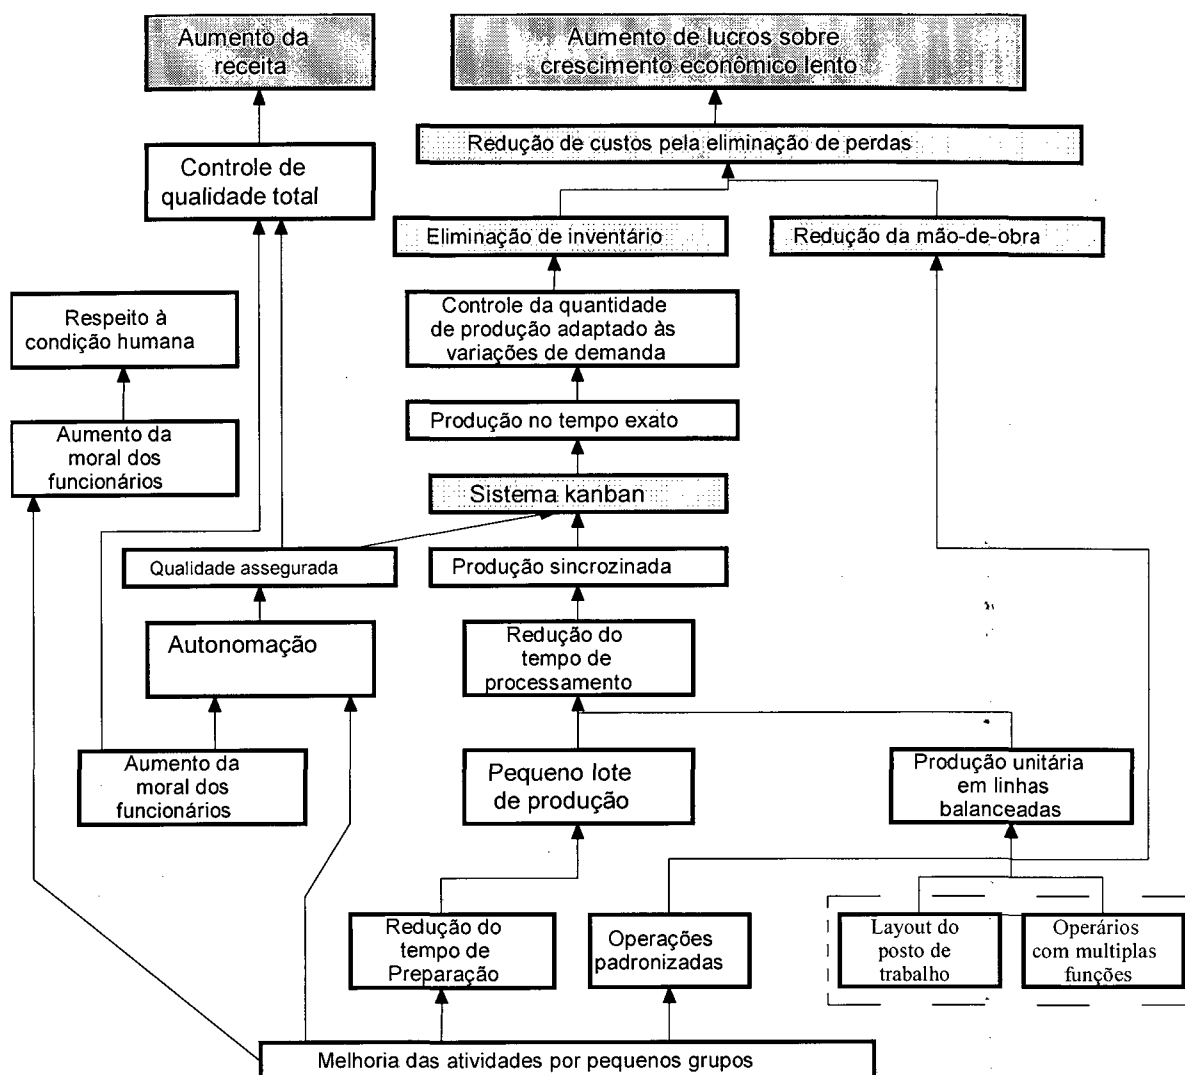 Aumento da
receita
Aumento de lucros sobre
crescimento econômico lento
Redução de custos pela eliminação de perdas
Controle de
qualidade total
Eliminação de inventário
Redução da mão-de-obra
Respeito à
condição humana
Controle da quantidade
de produção adaptado às
variações de demanda
Produção no tempo exato
Aumento da
moral dos
funcionários
Sistema kanban
Qualidade assegurada
Produção sincrozinada
Autonomação
Redução do
tempo de
processamento
Aumento da
moral dos
funcionários
Pequeno lote
de produção
Produção unitária
em linhas
balanceadas
Redução do
tempo de
Preparação
Operações
padronizadas
Layout do
posto de
trabalho
Operários
com multiplas
funções
Melhoria das atividades por pequenos grupos